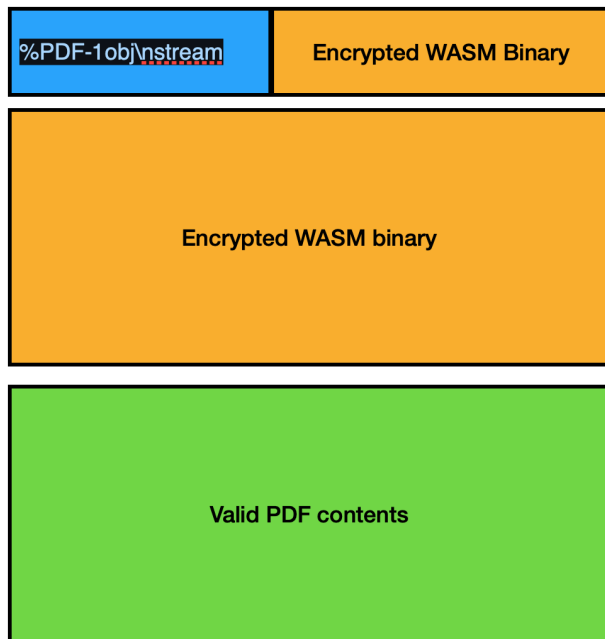 %PDF-1obj\nstream
Encrypted WASM Binary
Encrypted WASM binary
Valid PDF contents